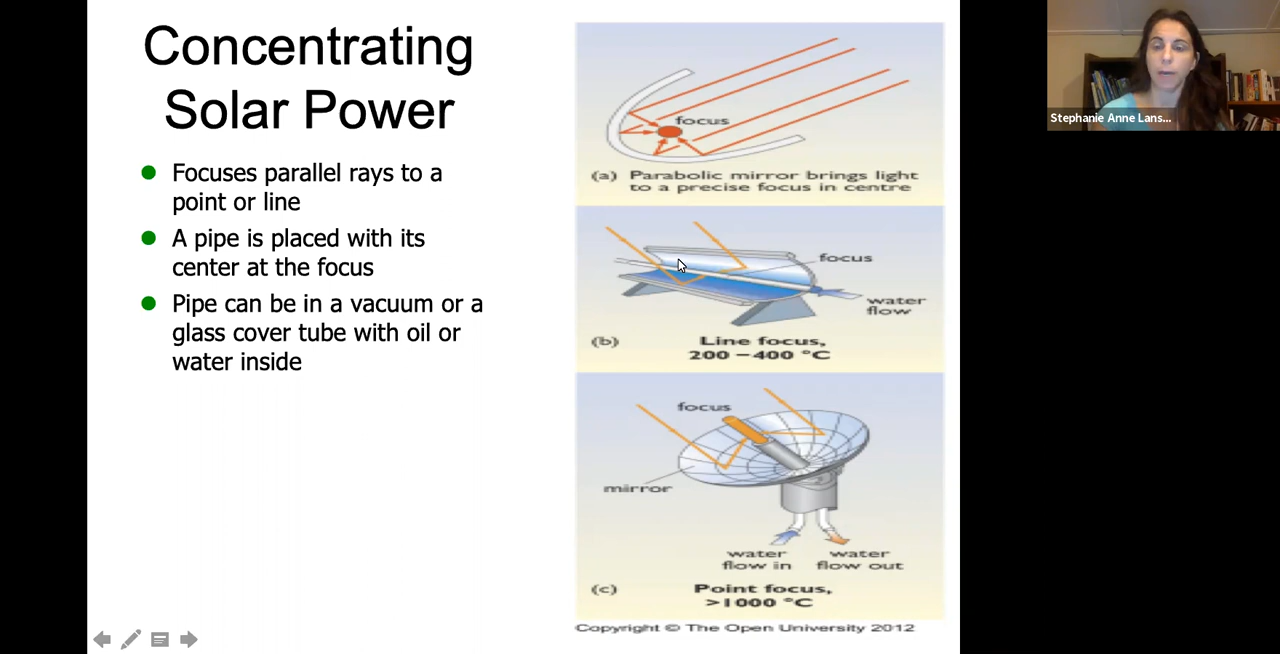 Concentrating
Solar Power
Focuses parallel rays to a
point or line
A pipe is placed with its
center at the focus
Pipe can be in a vacuum or a
glass cover tube with oil or
water inside
focus
(a) Parabolic mirror brings light
to a precise focus in centre
focus
water
flow
(b) Line focus,
200 – 400 °C
focus
mirror
water
flow in
water
flow out
(c) Point focus,
>1000 °C
Copyright © The Open University 2012
Stephanie Anne Lans...